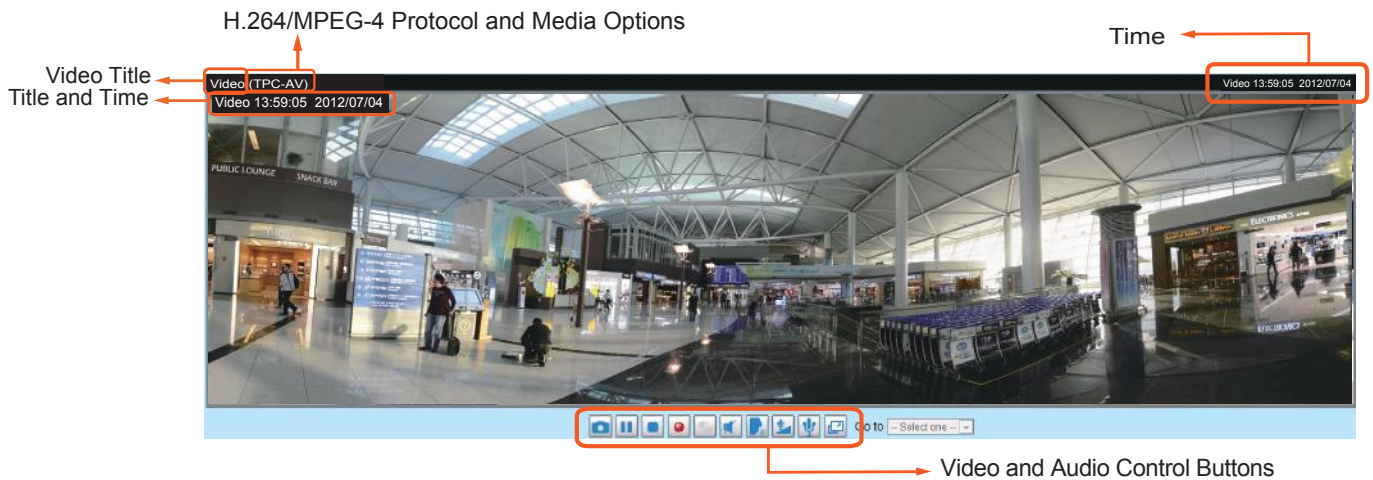 H.264/MPEG-4 Protocol and Media Options
Time
Video Title
Video (TPC-AV)
Video 13:59:05 2012/07/04
Title and Time
Video 13:59:05 2012/07/04
PUBLIC LOUNGE SNACK BAR
ELECTRONICS
Go to -- Select one --
Video and Audio Control Buttons